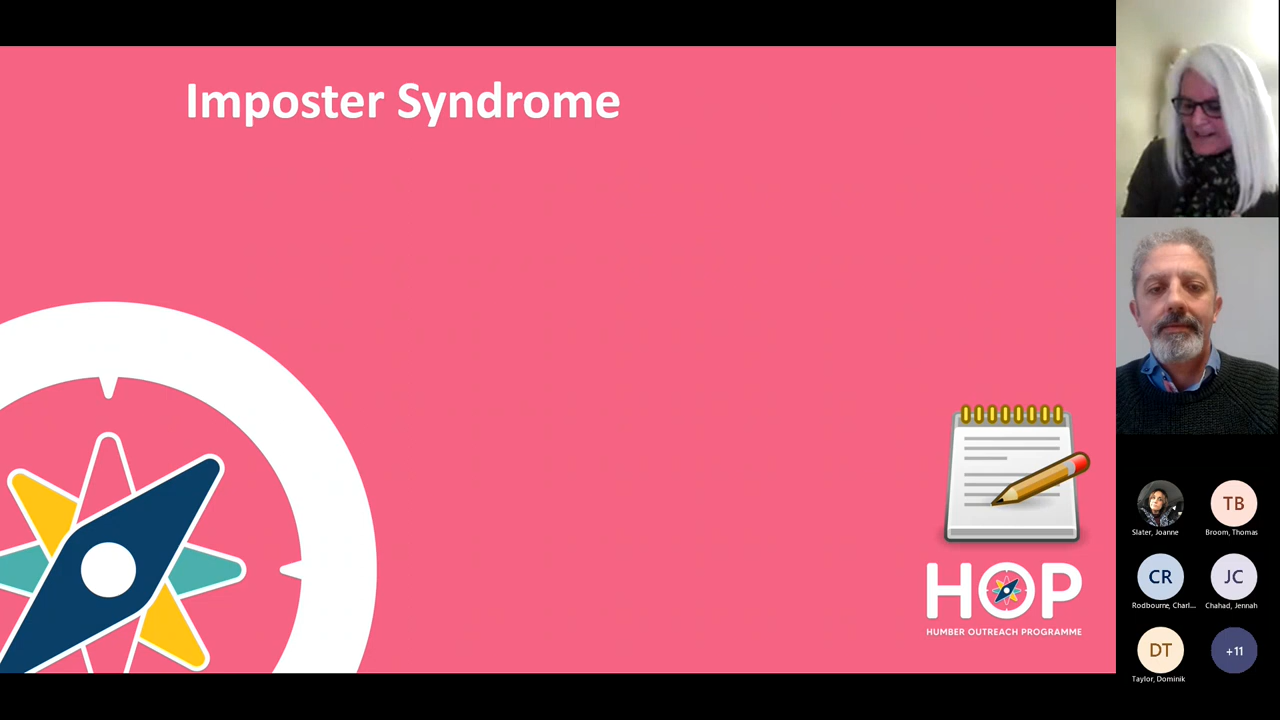 Imposter Syndrome
HOP
HUMBER OUTREACH PROGRAMME
TB
Slater, Joanne
Broom, Thomas
CR
JC
Rodbourne, Charl...
Chahad, Jennah
DT
+11
Taylor, Dominik